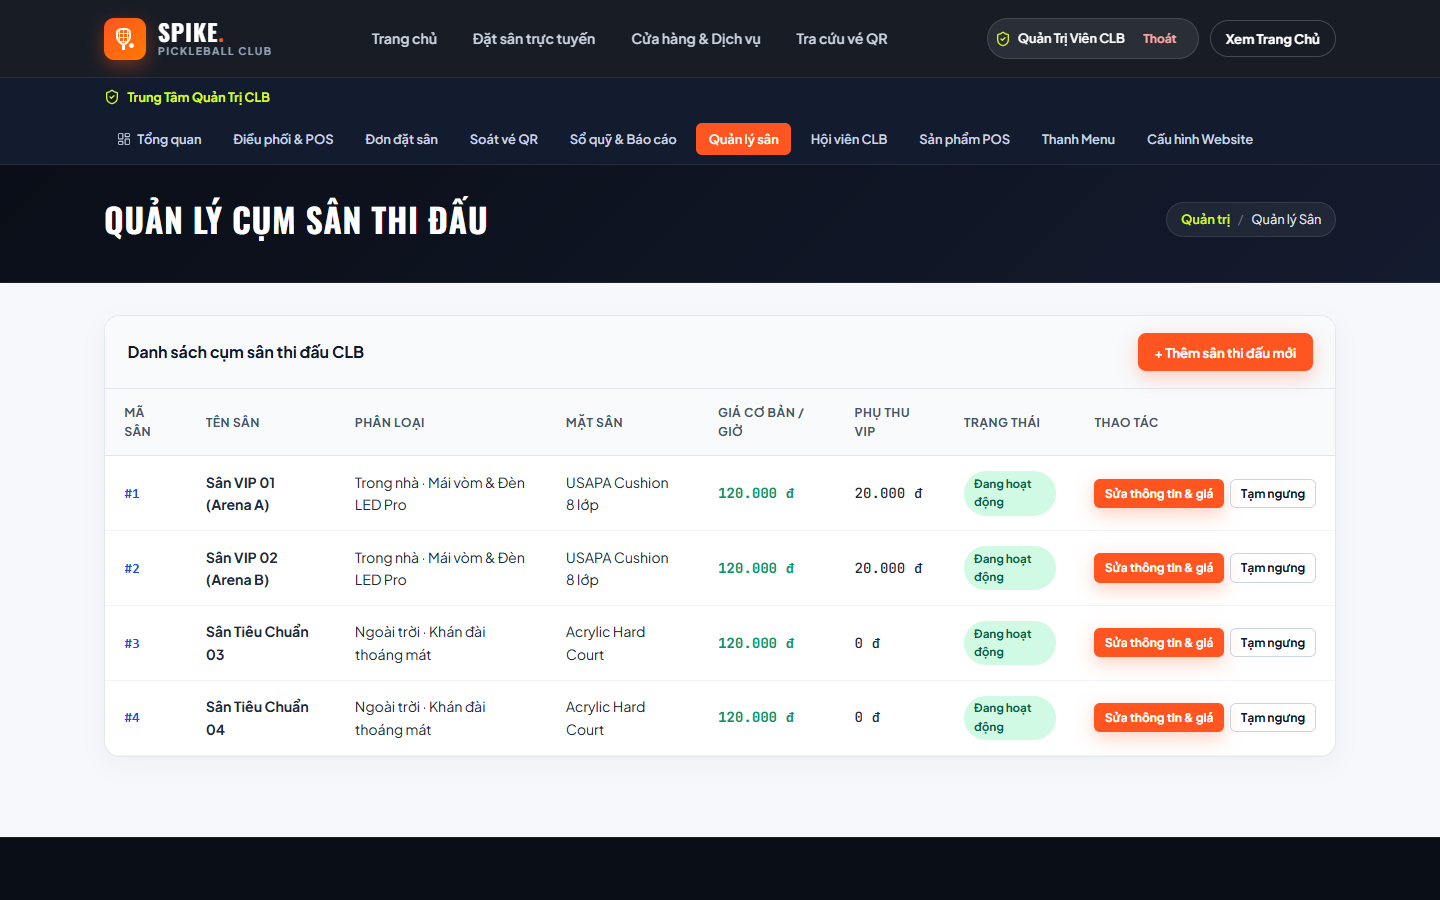 SPIKE.
PICKLEBALL CLUB
Trang chủ
Đặt sân trực tuyến
Cửa hàng & Dịch vụ
Tra cứu vé QR
Quản Trị Viên CLB
Thoát
Xem Trang Chủ
Trung Tâm Quản Trị CLB
Tổng quan
Điều phối & POS
Đơn đặt sân
Soát vé QR
Sổ quỹ & Báo cáo
Quản lý sân
Hội viên CLB
Sản phẩm POS
Thanh Menu
Cấu hình Website
QUẢN LÝ CỤM SÂN THI ĐẤU
Quản trị / Quản lý Sân
Danh sách cụm sân thi đấu CLB
+ Thêm sân thi đấu mới
MÃ
SÂN
TÊN SÂN
PHÂN LOẠI
MẶT SÂN
GIÁ CƠ BẢN /
GIỜ
PHỤ THU
VIP
TRẠNG THÁI
THAO TÁC
#1
Sân VIP 01
(Arena A)
Trong nhà · Mái vòm & Đèn
LED Pro
USAPA Cushion
8 lớp
120.000 đ
20.000 đ
Đang hoạt
động
Sửa thông tin & giá
Tạm ngưng
#2
Sân VIP 02
(Arena B)
Trong nhà · Mái vòm & Đèn
LED Pro
USAPA Cushion
8 lớp
120.000 đ
20.000 đ
Đang hoạt
động
Sửa thông tin & giá
Tạm ngưng
#3
Sân Tiêu Chuẩn
03
Ngoài trời · Khán đài
thoáng mát
Acrylic Hard
Court
120.000 đ
0 đ
Đang hoạt
động
Sửa thông tin & giá
Tạm ngưng
#4
Sân Tiêu Chuẩn
04
Ngoài trời · Khán đài
thoáng mát
Acrylic Hard
Court
120.000 đ
0 đ
Đang hoạt
động
Sửa thông tin & giá
Tạm ngưng